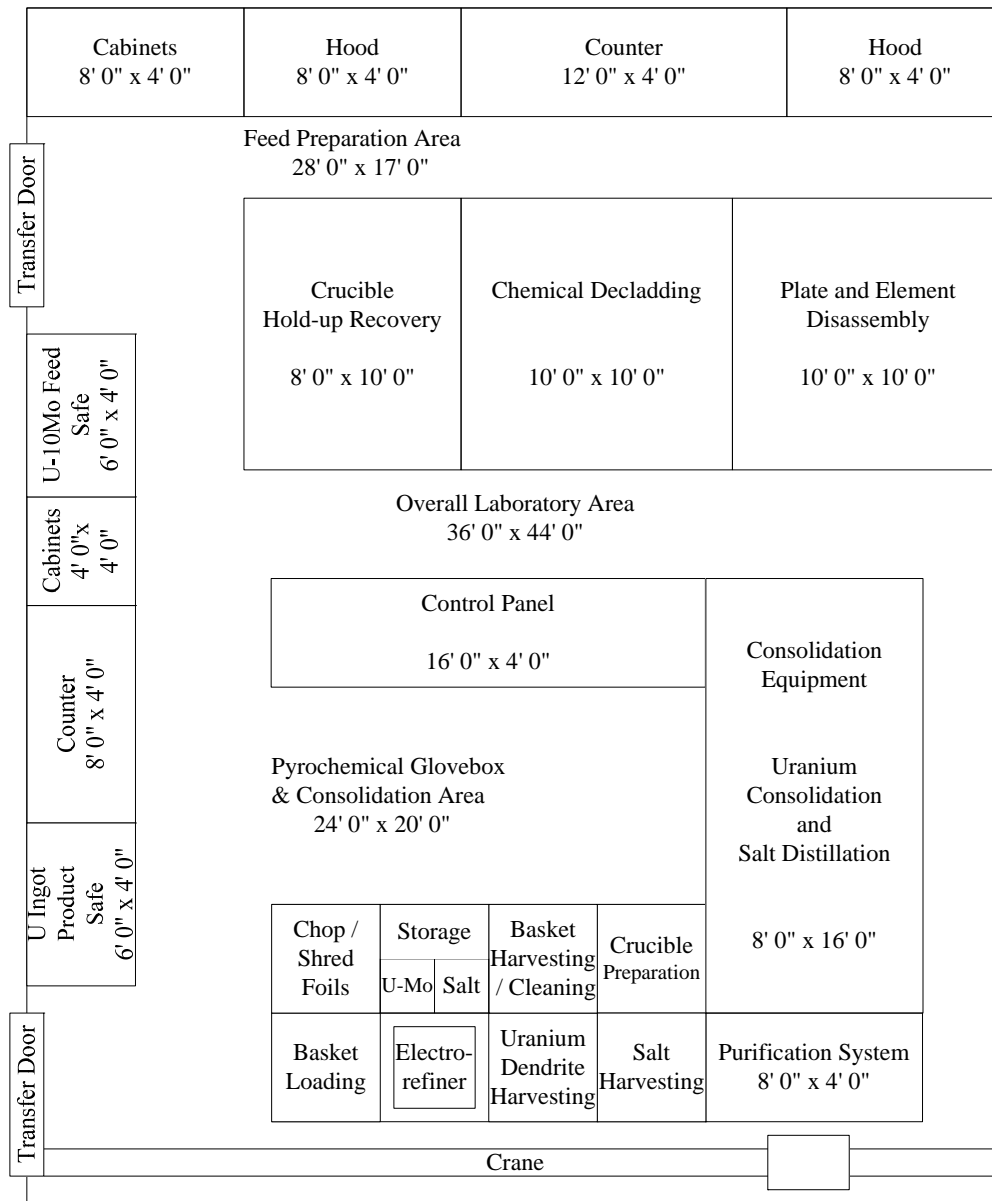 Cabinets
8' 0" x 4' 0"
Hood
8' 0" x 4' 0"
Counter
12' 0" x 4' 0"
Hood
8' 0" x 4' 0"
Feed Preparation Area
28' 0" x 17' 0"
Transfer Door
Crucible
Hold-up Recovery
8' 0" x 10' 0"
Chemical Decladding
10' 0" x 10' 0"
Plate and Element
Disassembly
10' 0" x 10' 0"
U-10Mo Feed
Safe
6' 0" x 4' 0"
Cabinets
4' 0"x
4' 0"
Counter
8' 0" x 4' 0"
U Ingot
Product
Safe
6' 0" x 4' 0"
Transfer Door
Overall Laboratory Area
36' 0" x 44' 0"
Control Panel
16' 0" x 4' 0"
Consolidation
Equipment
Uranium
Consolidation
and
Salt Distillation
8' 0" x 16' 0"
Pyrochemical Glovebox
& Consolidation Area
24' 0" x 20' 0"
Chop /
Shred
Foils
Storage
U-Mo
Salt
Basket
Harvesting
/ Cleaning
Crucible
Preparation
Basket
Loading
Electro-
refiner
Uranium
Dendrite
Harvesting
Salt
Harvesting
Purification System
8' 0" x 4' 0"
Crane